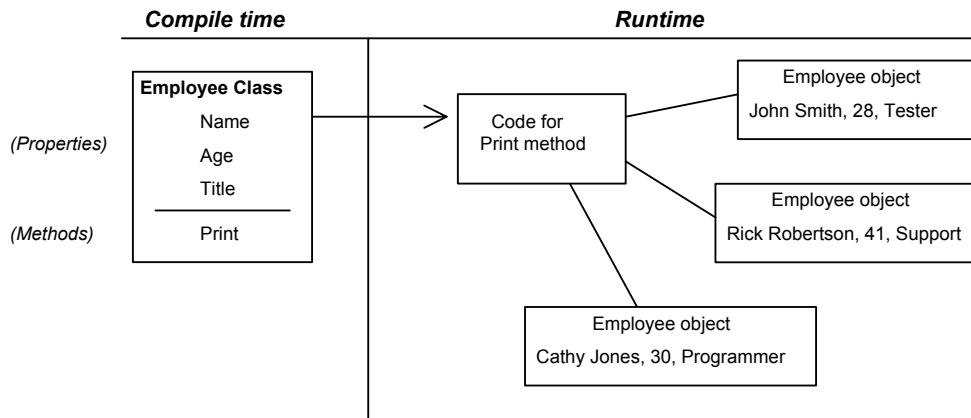 Compile time
Runtime
Employee Class
Name
(Properties)
Age
Title
(Methods)
Print
Code for
Print method
Employee object
John Smith, 28, Tester
Employee object
Rick Robertson, 41, Support
Employee object
Cathy Jones, 30, Programmer